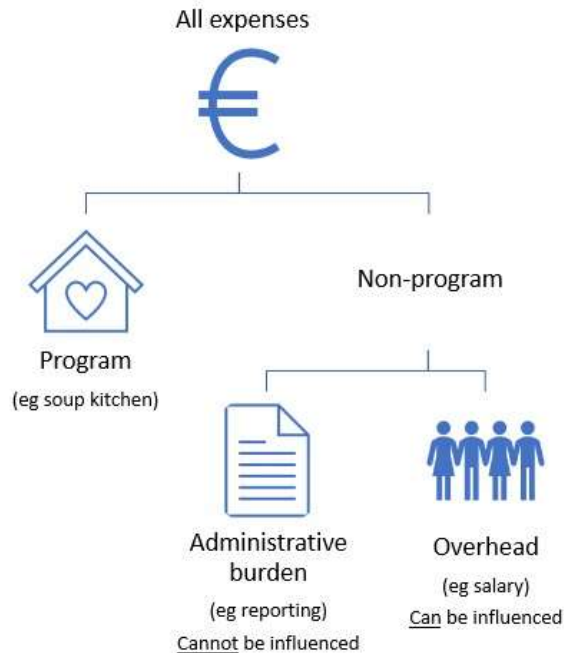 All expenses
Non-program
Program
(eg soup kitchen)
Administrative
burden
(eg reporting)
Cannot be influenced
Overhead
(eg salary)
Can be influenced